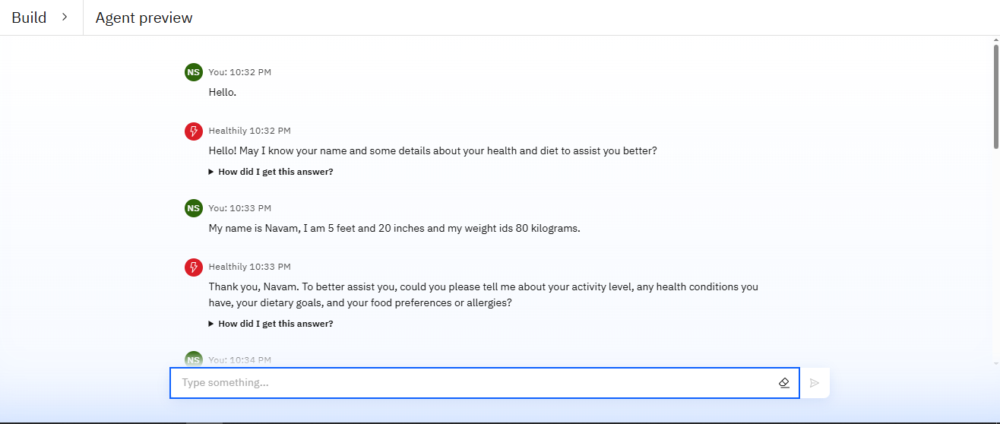 Build
Agent preview
NS You: 10:32 PM
Hello.
Healthily 10:32 PM
Hello! May I know your name and some details about your health and diet to assist you better?
How did I get this answer?
NS You: 10:33 PM
My name is Navam, I am 5 feet and 20 inches and my weight ids 80 kilograms.
Healthily 10:33 PM
Thank you, Navam. To better assist you, could you please tell me about your activity level, any health conditions you
have, your dietary goals, and your food preferences or allergies?
How did I get this answer?
NS You: 10:34 PM
Type something...